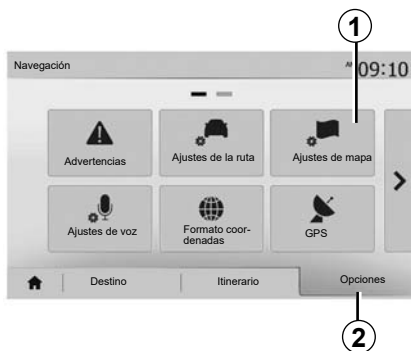 1
Navegación
AM 09:10
Advertencias
Ajustes de la ruta
Ajustes de mapa
Ajustes de voz
Formato coor-
denadas
GPS
Destino
Itinerario
Opciones
2